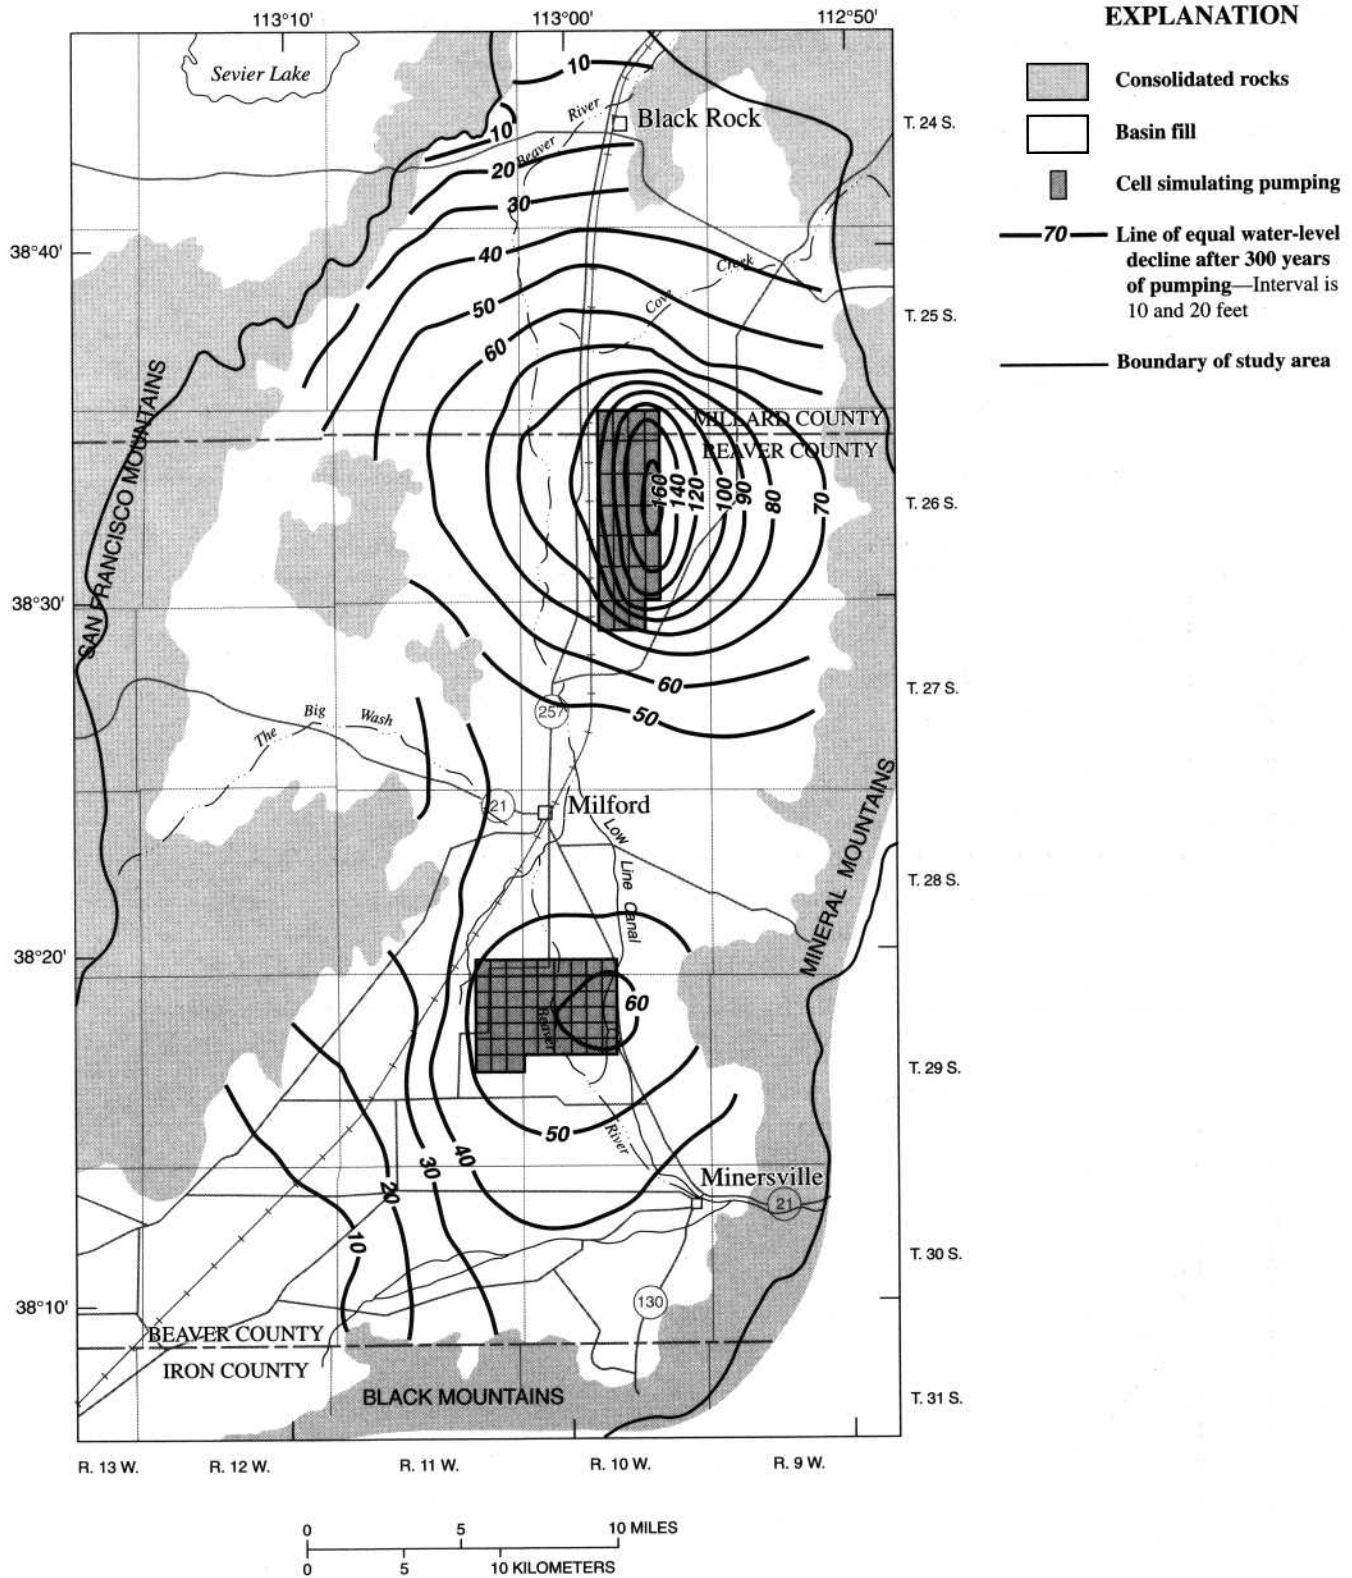 113°10'
113°00'
112°50'
EXPLANATION
Sevier Lake
10
River
Black Rock
Consolidated rocks
T. 24 S.
Basin fill
10
Beaver
20
Cell simulating pumping
30
70
Line of equal water-level
decline after 300 years
of pumping—Interval is
10 and 20 feet
38°40'
40
Creek
Cove
50
T. 25 S.
60
Boundary of study area
SAN FRANCISCO MOUNTAINS
MILLARD COUNTY
BEAVER COUNTY
160
140
120
100
90
80
70
T. 26 S.
38°30'
60
T. 27 S.
50
257
The Big Wash
21
Milford
MINERAL MOUNTAINS
Low Line Canal
T. 28 S.
38°20'
60
Beaver
T. 29 S.
50
River
40
30
20
Minersville
21
10
T. 30 S.
38°10'
130
BEAVER COUNTY
IRON COUNTY
BLACK MOUNTAINS
T. 31 S.
R. 13 W.
R. 12 W.
R. 11 W.
R. 10 W.
R. 9 W.
0 5 10 MILES
0 5 10 KILOMETERS